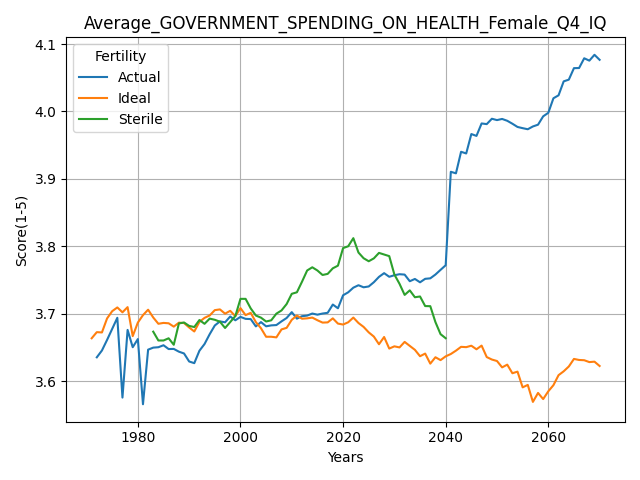 Average_GOVERNMENT_SPENDING_ON_HEALTH_Female_Q4_IQ
Fertility
Actual
Ideal
Sterile
Score(1-5)
4.1
4.0
3.9
3.8
3.7
3.6
1980
2000
2020
2040
2060
Years